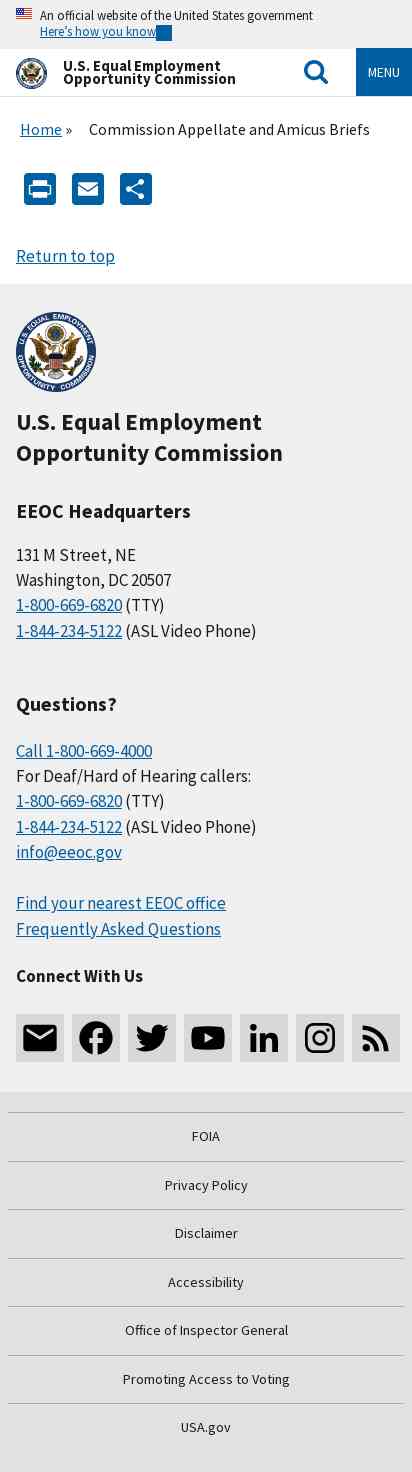 An official website of the United States government
Here's how you know
U.S. Equal Employment
Opportunity Commission
MENU
Home » Commission Appellate and Amicus Briefs
Return to top
U.S. EQUAL EMPLOYMENT OPPORTUNITY COMMISSION
U.S. Equal Employment
Opportunity Commission
EEOC Headquarters
131 M Street, NE
Washington, DC 20507
1-800-669-6820 (TTY)
1-844-234-5122 (ASL Video Phone)
Questions?
Call 1-800-669-4000
For Deaf/Hard of Hearing callers:
1-800-669-6820 (TTY)
1-844-234-5122 (ASL Video Phone)
info@eeoc.gov
Find your nearest EEOC office
Frequently Asked Questions
Connect With Us
FOIA
Privacy Policy
Disclaimer
Accessibility
Office of Inspector General
Promoting Access to Voting
USA.gov